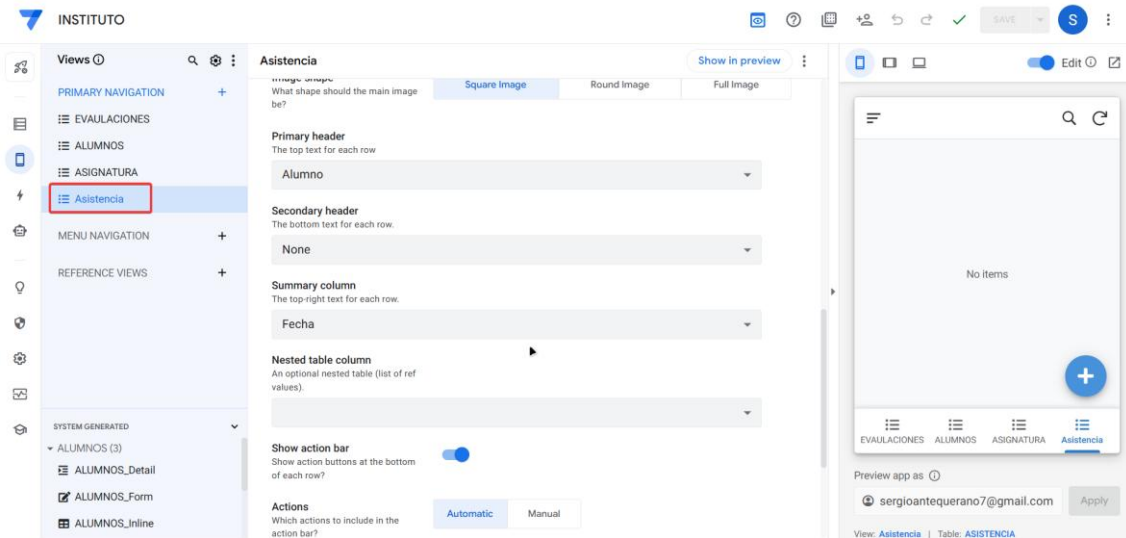 INSTITUTO
SAVE
S
Views
PRIMARY NAVIGATION
EVAULACIONES
ALUMNOS
ASIGNATURA
Asistencia
MENU NAVIGATION
REFERENCE VIEWS
SYSTEM GENERATED
ALUMNOS (3)
ALUMNOS_Detail
ALUMNOS_Form
ALUMNOS_Inline
Asistencia
Show in preview
Image shape
What shape should the main image
be?
Square Image
Round Image
Full Image
Primary header
The top text for each row
Alumno
Secondary header
The bottom text for each row.
None
Summary column
The top-right text for each row.
Fecha
Nested table column
An optional nested table (list of ref
values).
Show action bar
Show action buttons at the bottom
of each row?
Actions
Which actions to include in the
action bar?
Automatic
Manual
Edit
No items
EVAULACIONES
ALUMNOS
ASIGNATURA
Asistencia
Preview app as
sergioantequerano7@gmail.com
Apply
View: Asistencia | Table: ASISTENCIA